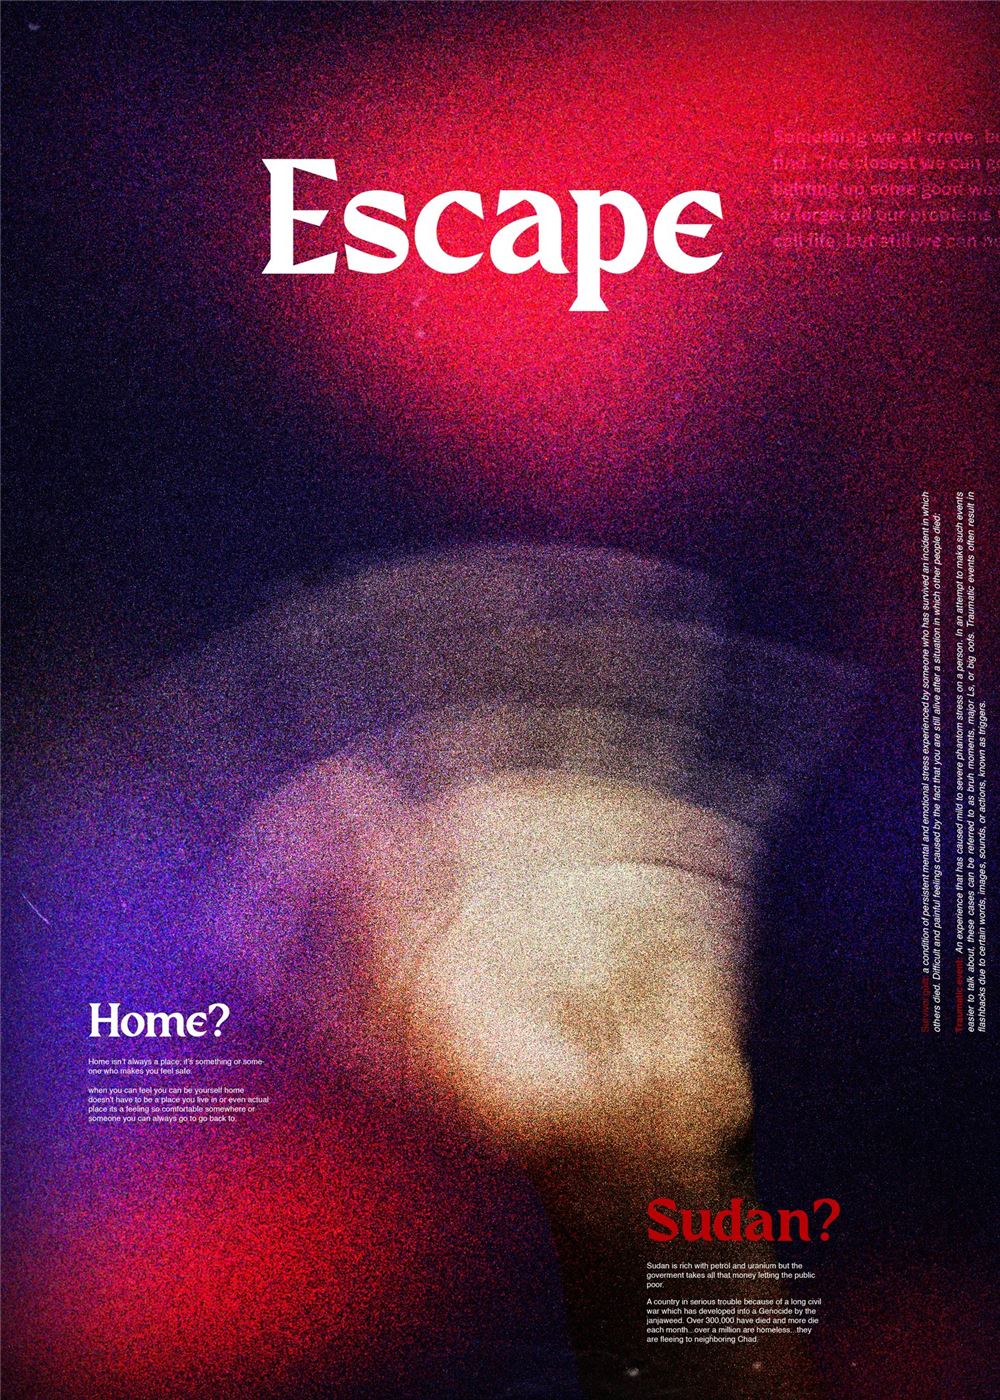 Escape
Something we all crave, b
find. The closest we can g
lighting up some good we
to forget all our problems
call life, but still we can n
Home?
Home isn't always a place; it's something or some-
one who makes you feel safe.
when you can feel you can be yourself home
doesn't have to be a place you live in or even actual
place its a feeling so comfortable somewhere or
someone you can always go to go back to.
a condition of persistent mental and emotional stress experienced by someone who has survived an incident in which
others died. Difficult and painful feelings caused by the fact that you are still alive after a situation in which other people died:
Traumatic event: An experience that has caused mild to severe phantom stress on a person. In an attempt to make such events
easier to talk about, these cases can be referred to as bruh moments, major Ls, or big oofs. Traumatic events often result in
flashbacks due to certain words, images, sounds, or actions, known as triggers.
Sudan?
Sudan is rich with petrol and uranium but the
goverment takes all that money letting the public
poor.
A country in serious trouble because of a long civil
war which has developed into a Genocide by the
janjaweed. Over 300,000 have died and more die
each month...over a million are homeless...they
are fleeing to neighboring Chad.